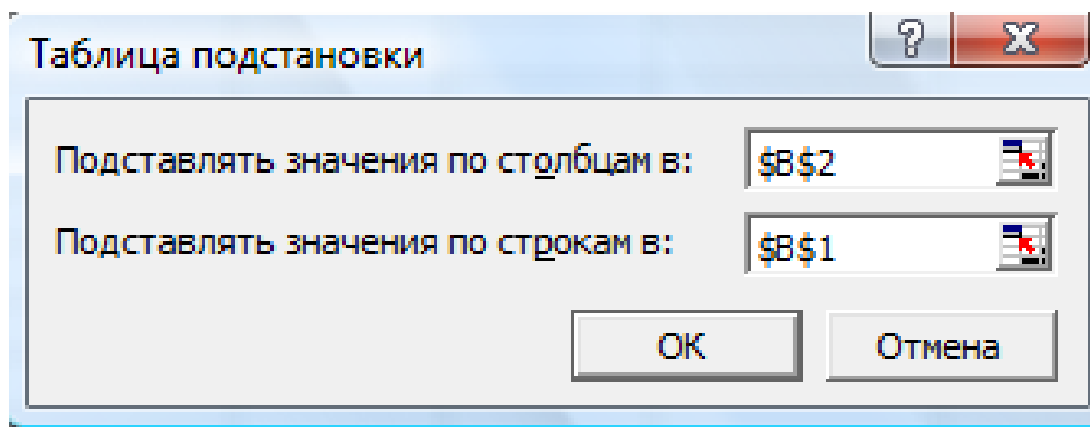 Таблица подстановки
?
Подставлять значения по столбцам в: $B$2
Подставлять значения по строкам в: $B$1
ОК Отмена